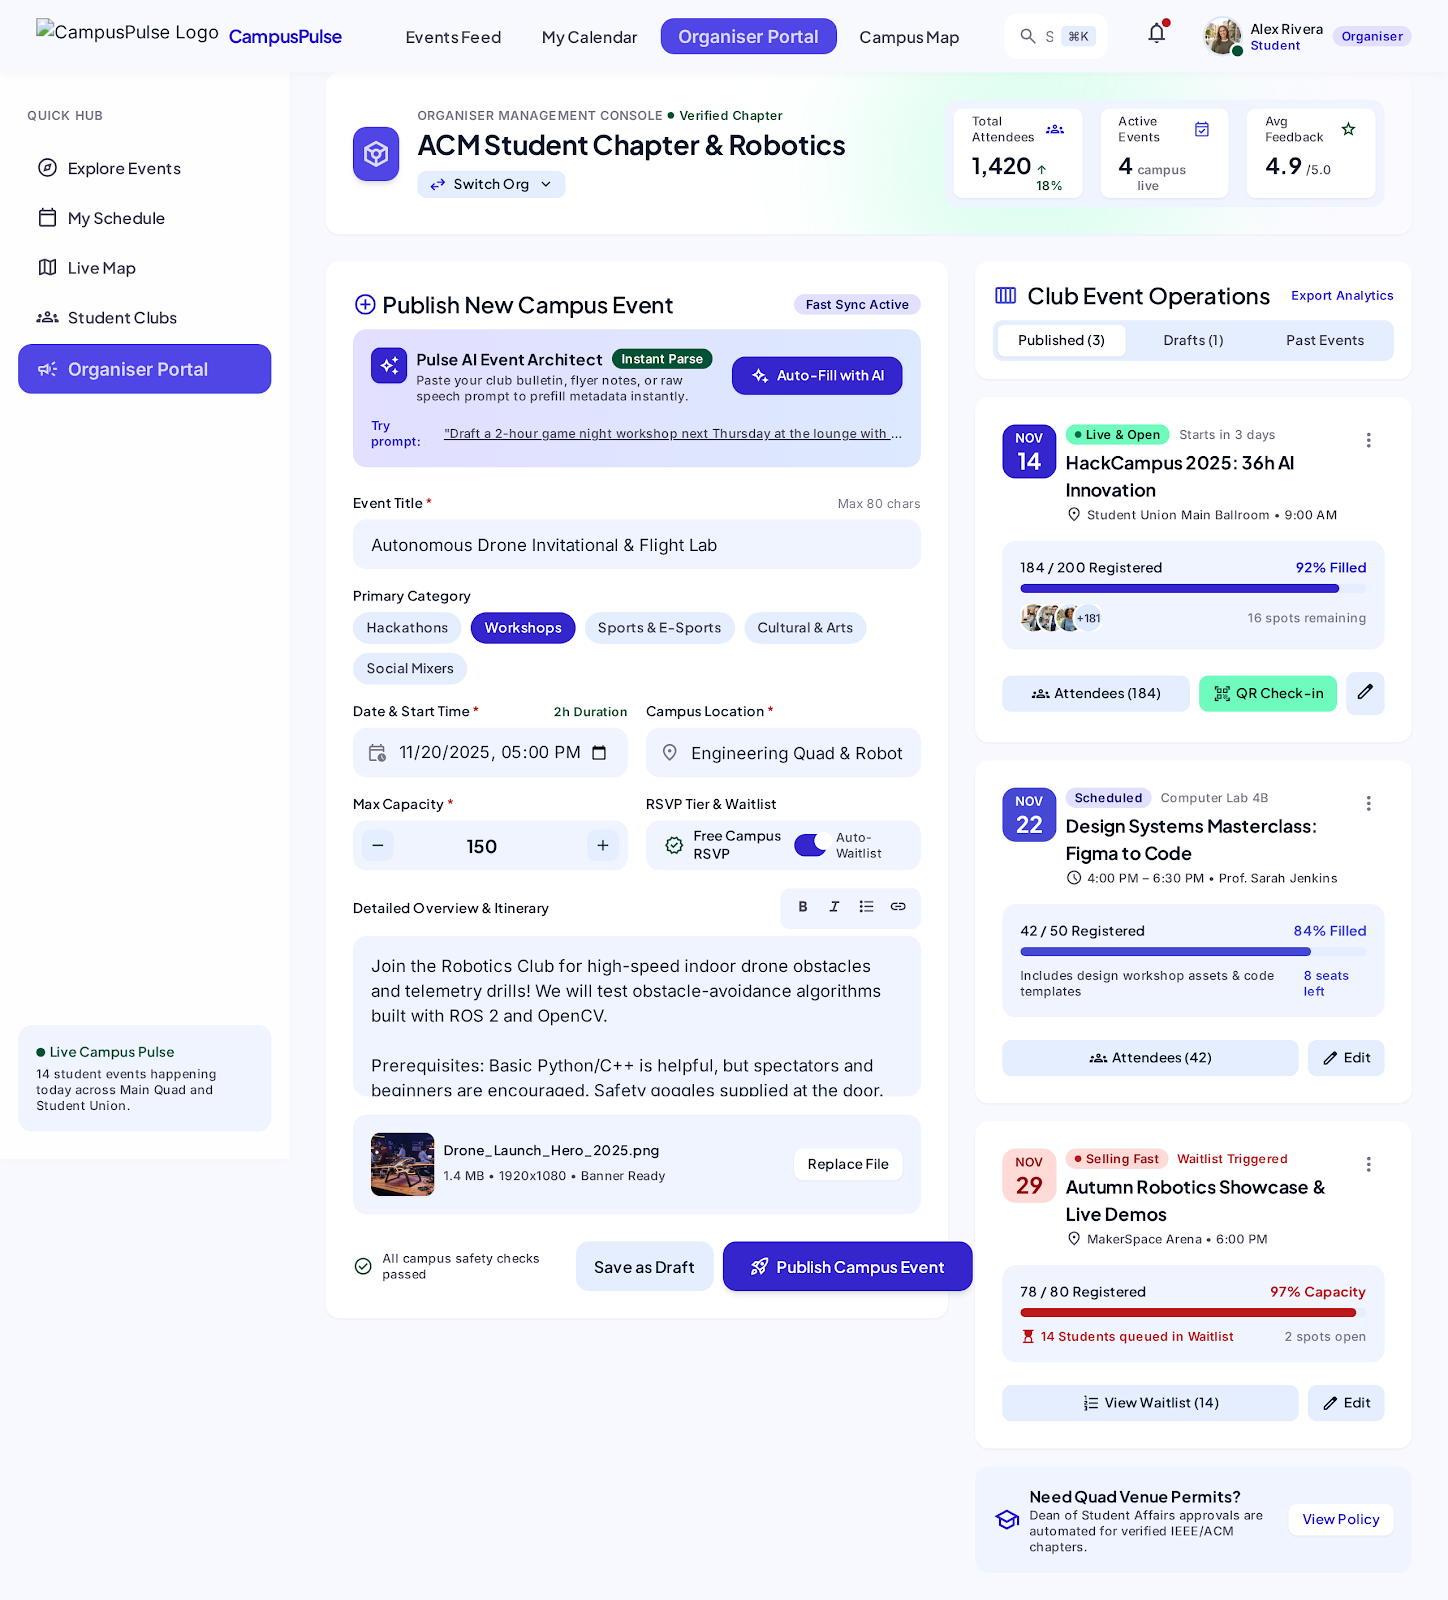 CampusPulse Logo
CampusPulse
Events Feed
My Calendar
Organiser Portal
Campus Map
S
⌘K
Alex Rivera
Student
Organiser
QUICK HUB
Explore Events
My Schedule
Live Map
Student Clubs
Organiser Portal
Live Campus Pulse
14 student events happening
today across Main Quad and
Student Union.
ORGANISER MANAGEMENT CONSOLE ● Verified Chapter
ACM Student Chapter & Robotics
Switch Org
Total
Attendees
1,420 ↑
18%
Active
Events
4 campus
live
Avg
Feedback
4.9 /5.0
Publish New Campus Event
Fast Sync Active
Pulse AI Event Architect
Instant Parse
Paste your club bulletin, flyer notes, or raw
speech prompt to prefill metadata instantly.
Auto-Fill with AI
Try
prompt:
"Draft a 2-hour game night workshop next Thursday at the lounge with ...
Event Title *
Max 80 chars
Autonomous Drone Invitational & Flight Lab
Primary Category
Hackathons
Workshops
Sports & E-Sports
Cultural & Arts
Social Mixers
Date & Start Time *
2h Duration
11/20/2025, 05:00 PM
Campus Location *
Engineering Quad & Robot
Max Capacity *
− 150 +
RSVP Tier & Waitlist
Free Campus
RSVP
Auto-
Waitlist
Detailed Overview & Itinerary
B I
Join the Robotics Club for high-speed indoor drone obstacles
and telemetry drills! We will test obstacle-avoidance algorithms
built with ROS 2 and OpenCV.
Prerequisites: Basic Python/C++ is helpful, but spectators and
beginners are encouraged. Safety goggles supplied at the door.
Drone_Launch_Hero_2025.png
1.4 MB • 1920x1080 • Banner Ready
Replace File
All campus safety checks
passed
Save as Draft
Publish Campus Event
Club Event Operations
Export Analytics
Published (3)
Drafts (1)
Past Events
NOV
14
● Live & Open
Starts in 3 days
HackCampus 2025: 36h AI
Innovation
Student Union Main Ballroom • 9:00 AM
184 / 200 Registered
92% Filled
+181
16 spots remaining
Attendees (184)
QR Check-in
NOV
22
Scheduled
Computer Lab 4B
Design Systems Masterclass:
Figma to Code
4:00 PM – 6:30 PM • Prof. Sarah Jenkins
42 / 50 Registered
84% Filled
Includes design workshop assets & code
templates
8 seats
left
Attendees (42)
Edit
NOV
29
● Selling Fast
Waitlist Triggered
Autumn Robotics Showcase &
Live Demos
MakerSpace Arena • 6:00 PM
78 / 80 Registered
97% Capacity
14 Students queued in Waitlist
2 spots open
View Waitlist (14)
Edit
Need Quad Venue Permits?
Dean of Student Affairs approvals are
automated for verified IEEE/ACM
chapters.
View Policy